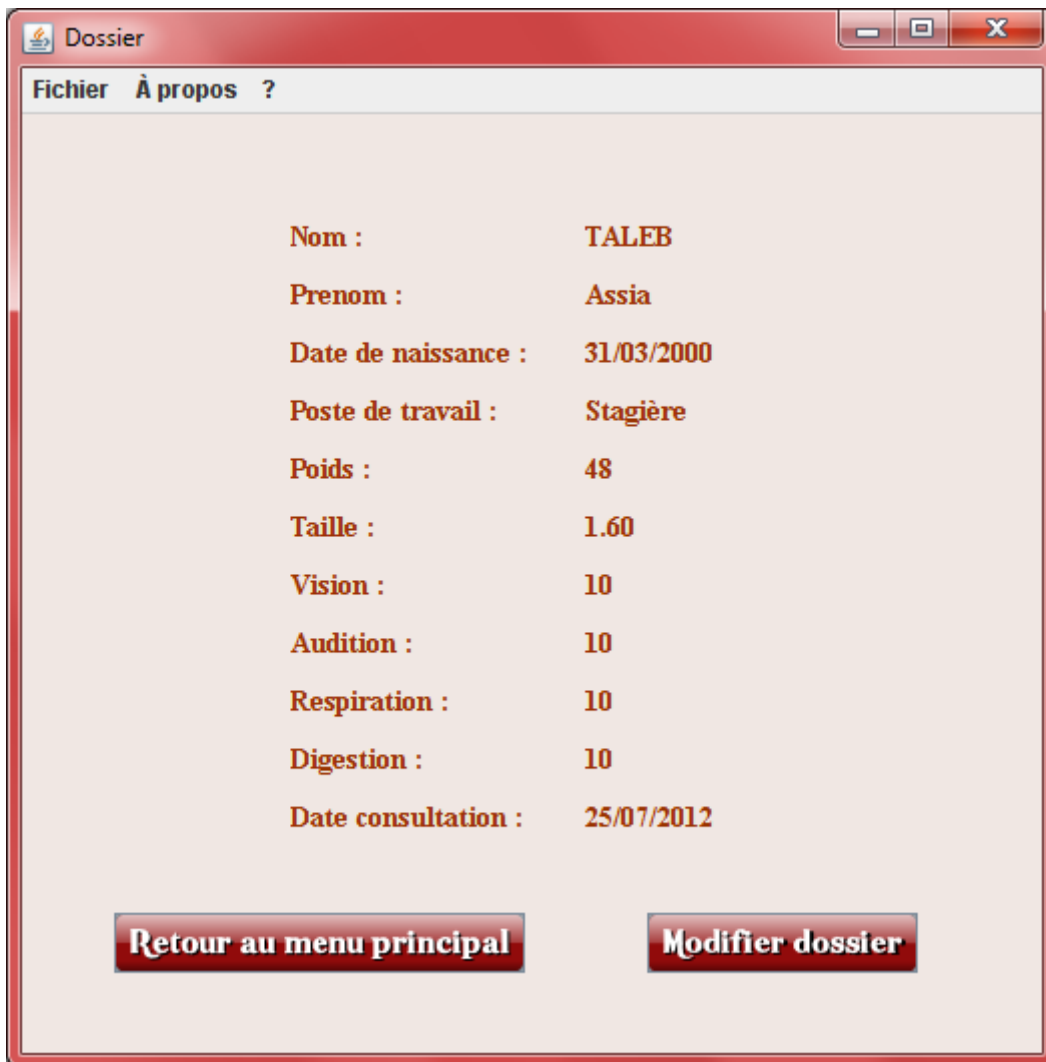 Dossier
Fichier À propos ?
Nom : TALEB
Prenom : Assia
Date de naissance : 31/03/2000
Poste de travail : Stagière
Poids : 48
Taille : 1.60
Vision : 10
Audition : 10
Respiration : 10
Digestion : 10
Date consultation : 25/07/2012
Retour au menu principal Modifier dossier